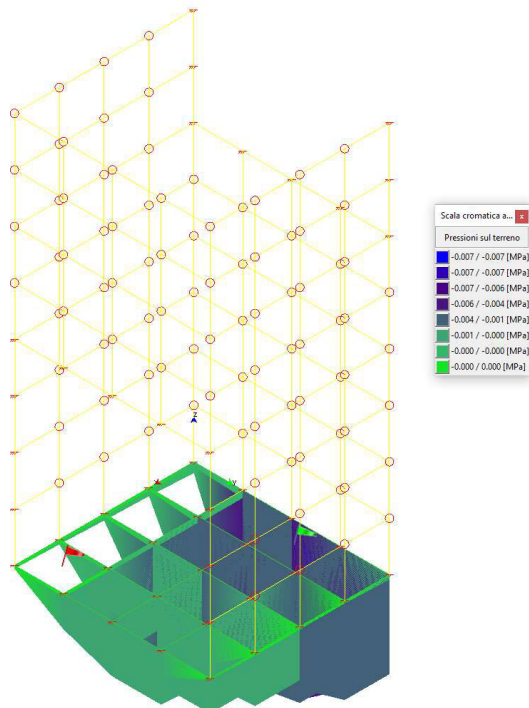 Scala cromatica a... x
Pressioni sul terreno
-0.007 / -0.007 [MPa]
-0.007 / -0.007 [MPa]
-0.007 / -0.006 [MPa]
-0.006 / -0.004 [MPa]
-0.004 / -0.001 [MPa]
-0.001 / -0.000 [MPa]
-0.000 / -0.000 [MPa]
-0.000 / 0.000 [MPa]
z
x
y